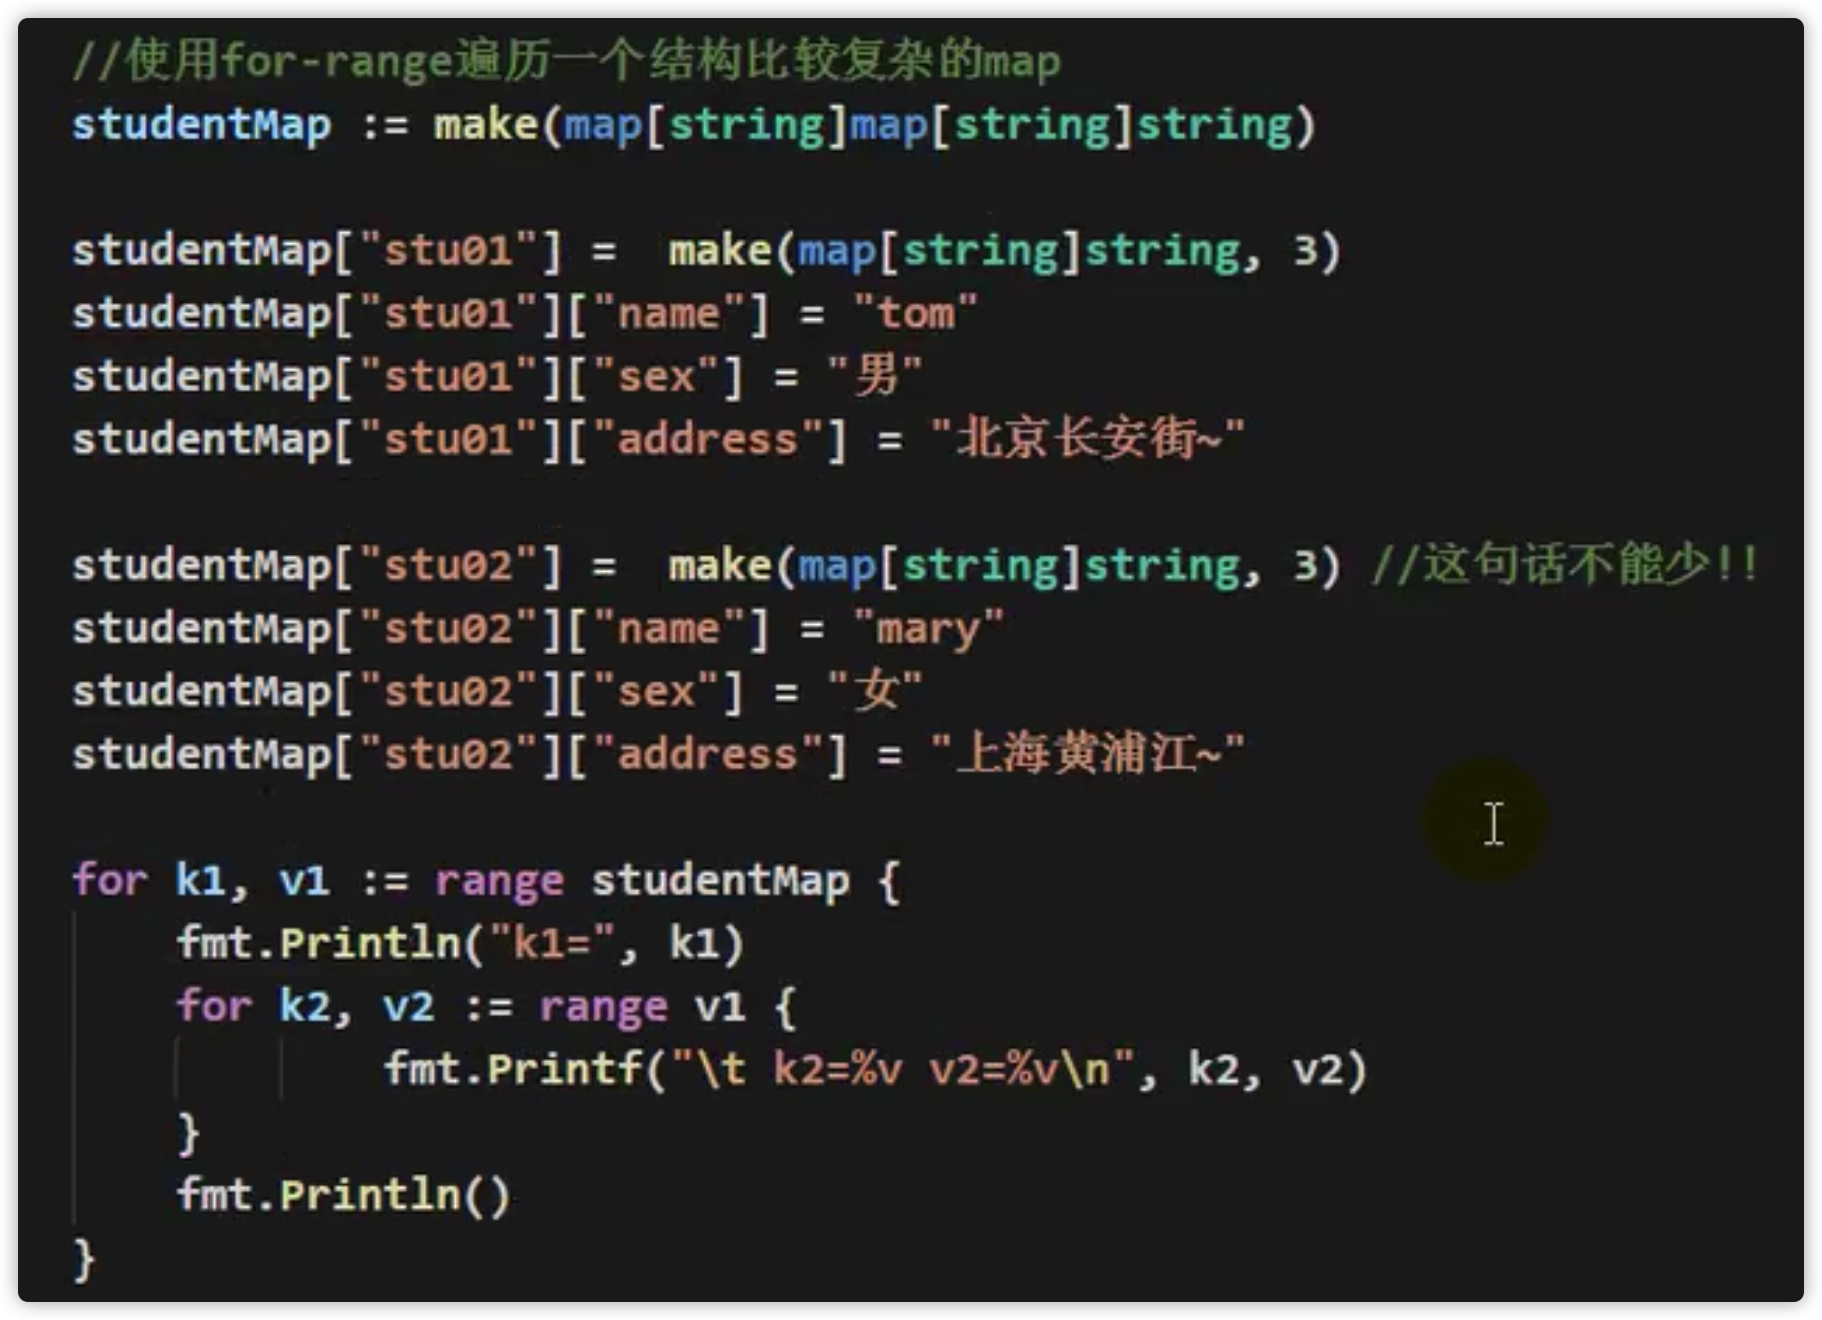 //使用for-range遍历一个结构比较复杂的map
studentMap := make(map[string]map[string]string)
studentMap["stu01"] =  make(map[string]string, 3)
studentMap["stu01"]["name"] = "tom"
studentMap["stu01"]["sex"] = "男"
studentMap["stu01"]["address"] = "北京长安街~"
studentMap["stu02"] =  make(map[string]string, 3) //这句话不能少!!
studentMap["stu02"]["name"] = "mary"
studentMap["stu02"]["sex"] = "女"
studentMap["stu02"]["address"] = "上海黄浦江~"
for k1, v1 := range studentMap {
    fmt.Println("k1=", k1)
    for k2, v2 := range v1 {
            fmt.Printf("\t k2=%v v2=%v\n", k2, v2)
    }
    fmt.Println()
}